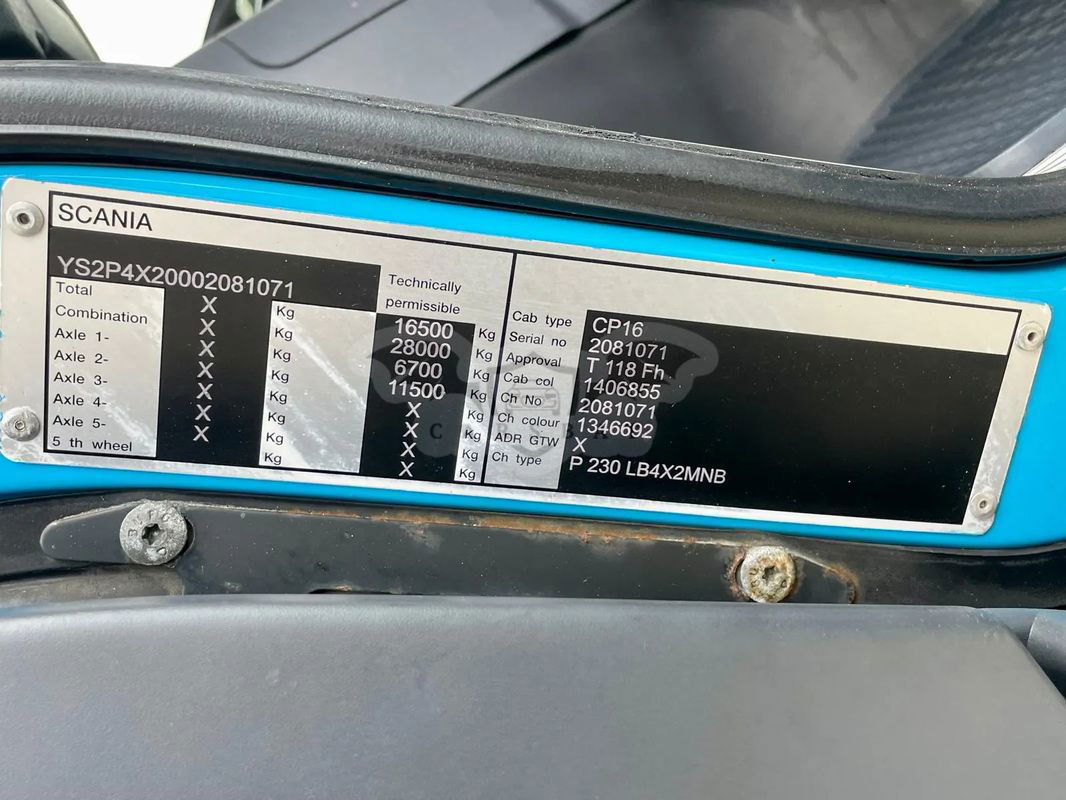 SCANIA
YS2P4X20002081071
Technically
permissible
Total X Kg 16500 Kg
Combination X Kg 28000 Kg
Axle 1- X Kg 6700 Kg
Axle 2- X Kg 11500 Kg
Axle 3- X Kg X Kg
Axle 4- X Kg X Kg
Axle 5- X Kg X Kg
5 th wheel X Kg X Kg
Cab type CP16
Serial no 2081071
Approval T 118 Fh
Cab col 1406855
Ch No 2081071
Ch colour 1346692
ADR GTW X
Ch type P 230 LB4X2MNB